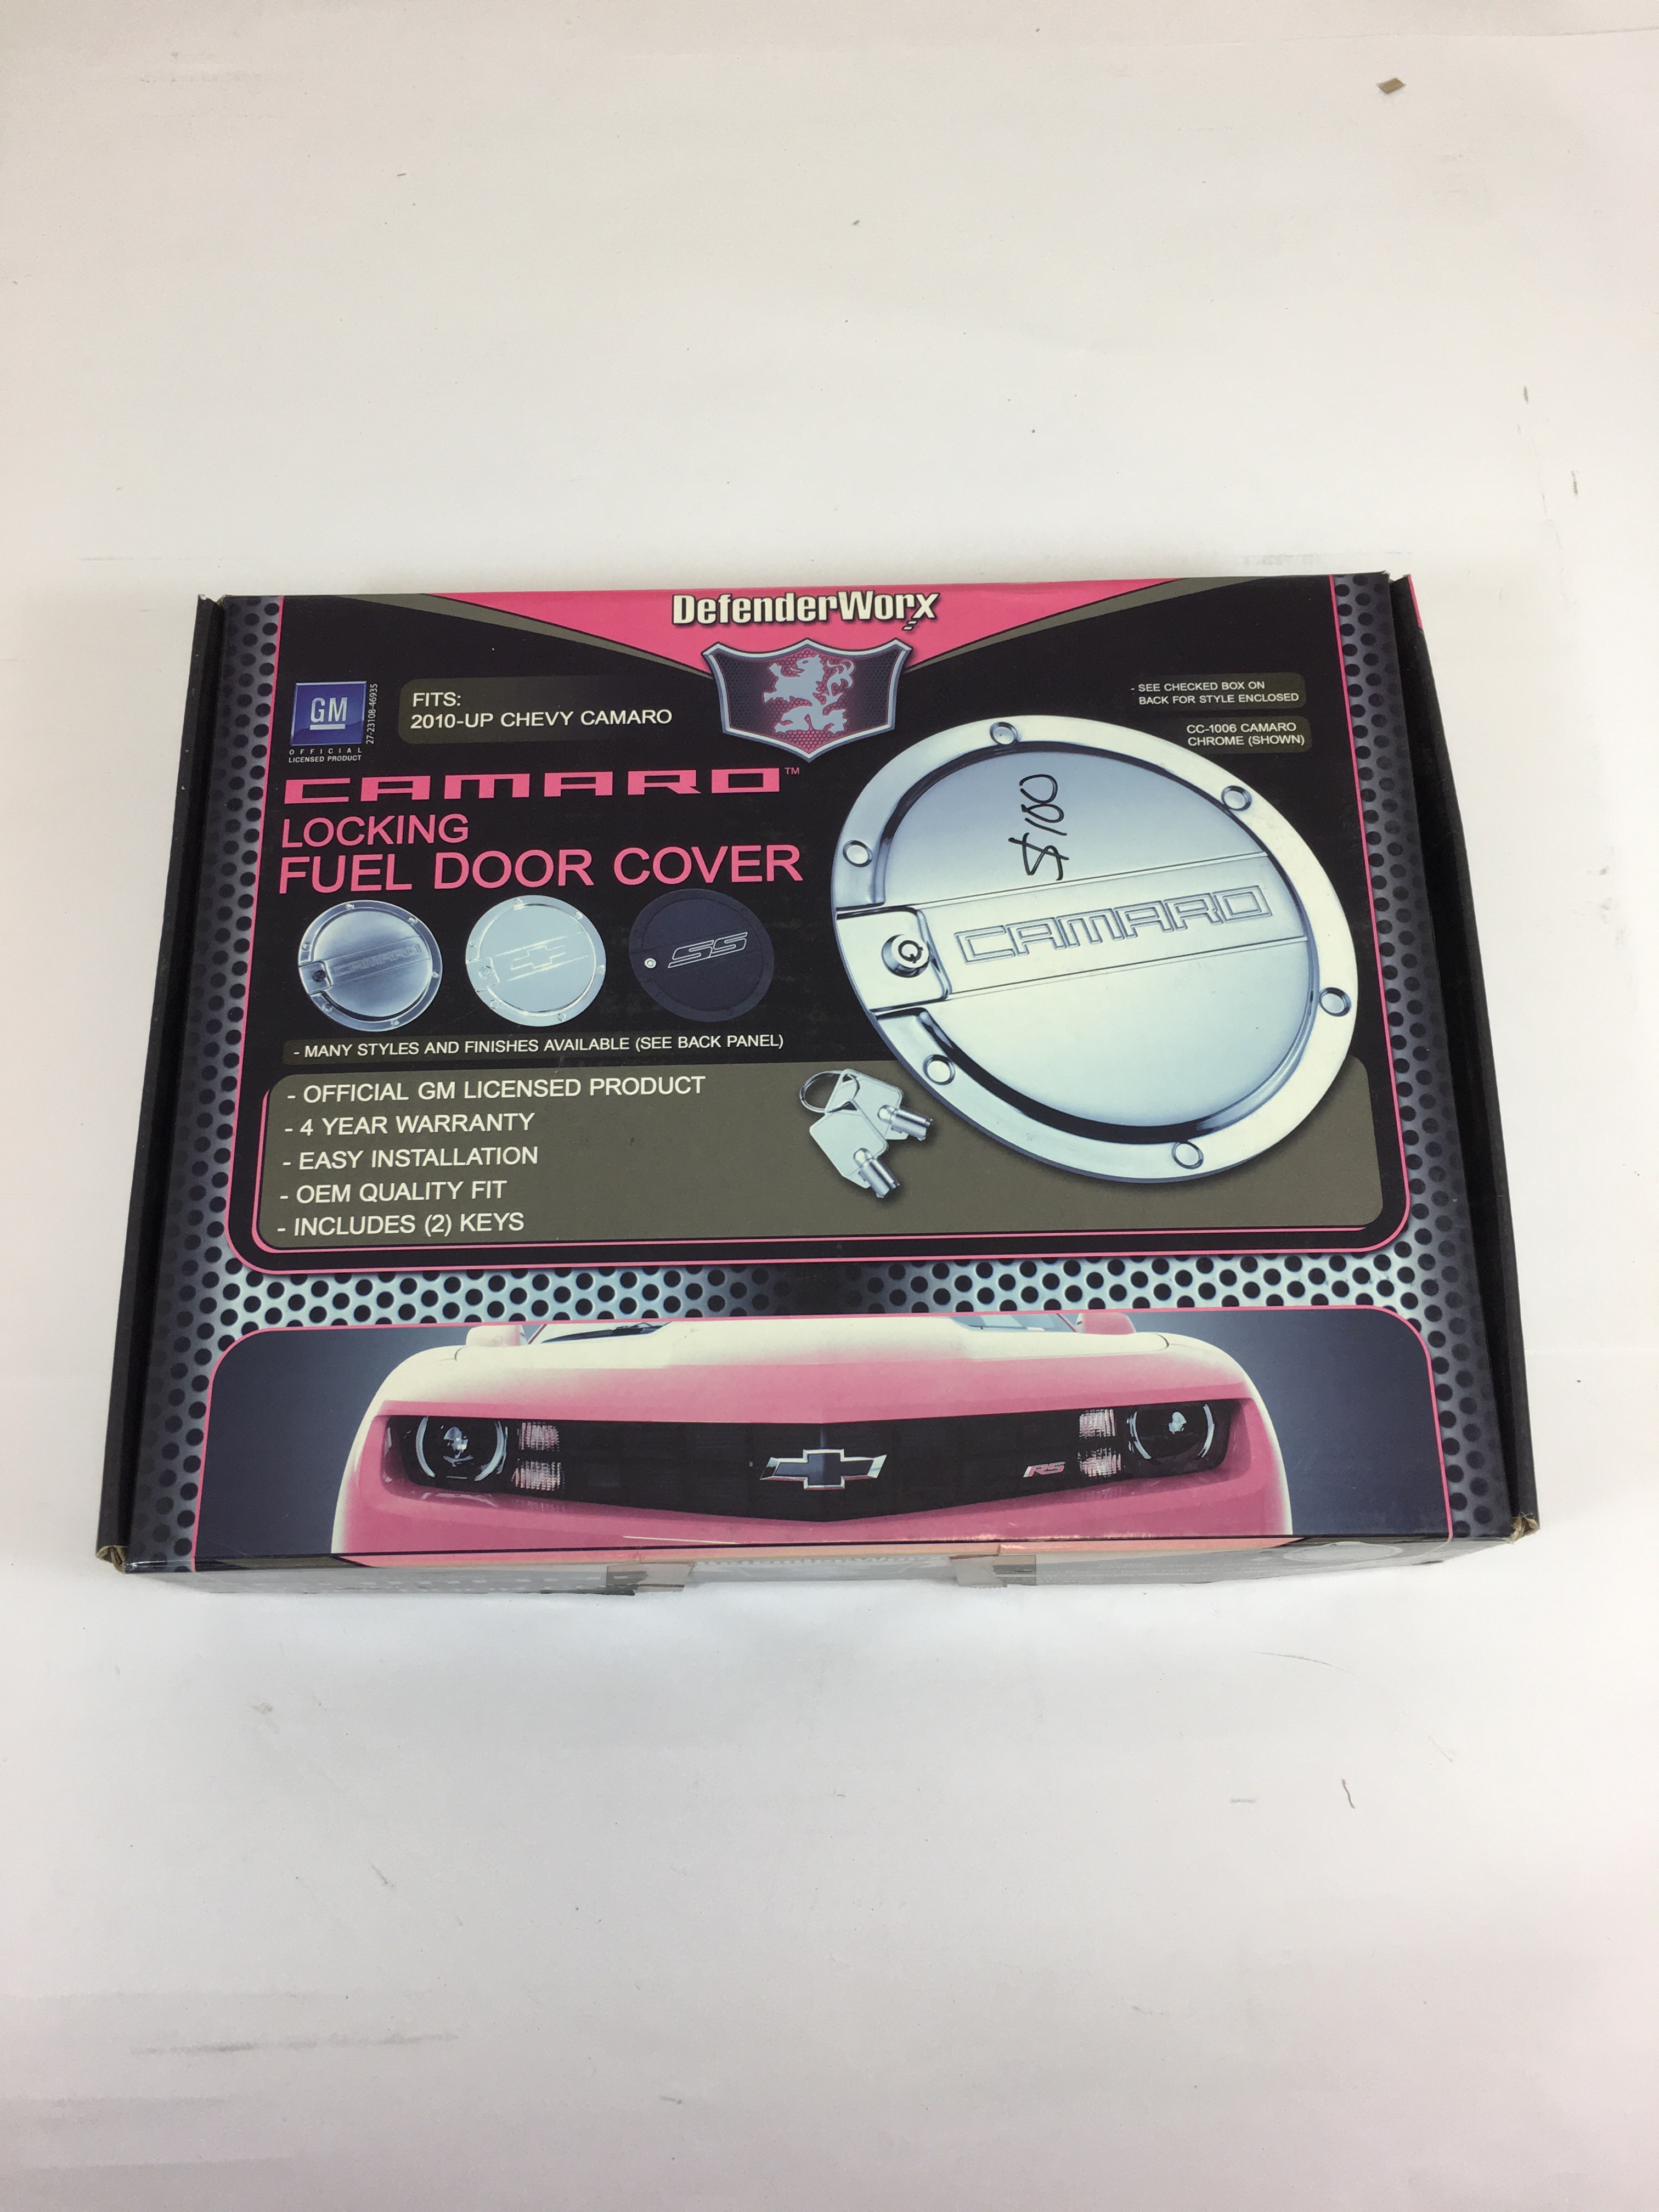 DefenderWorx
GM
OFFICIAL
LICENSED PRODUCT
27-23108-46935
FITS:
2010-UP CHEVY CAMARO
- SEE CHECKED BOX ON
BACK FOR STYLE ENCLOSED
CC-1006 CAMARO
CHROME (SHOWN)
CAMARO™
LOCKING
FUEL DOOR COVER
$100
CAMARO
CAMARO
SS
- MANY STYLES AND FINISHES AVAILABLE (SEE BACK PANEL)
- OFFICIAL GM LICENSED PRODUCT
- 4 YEAR WARRANTY
- EASY INSTALLATION
- OEM QUALITY FIT
- INCLUDES (2) KEYS
RS